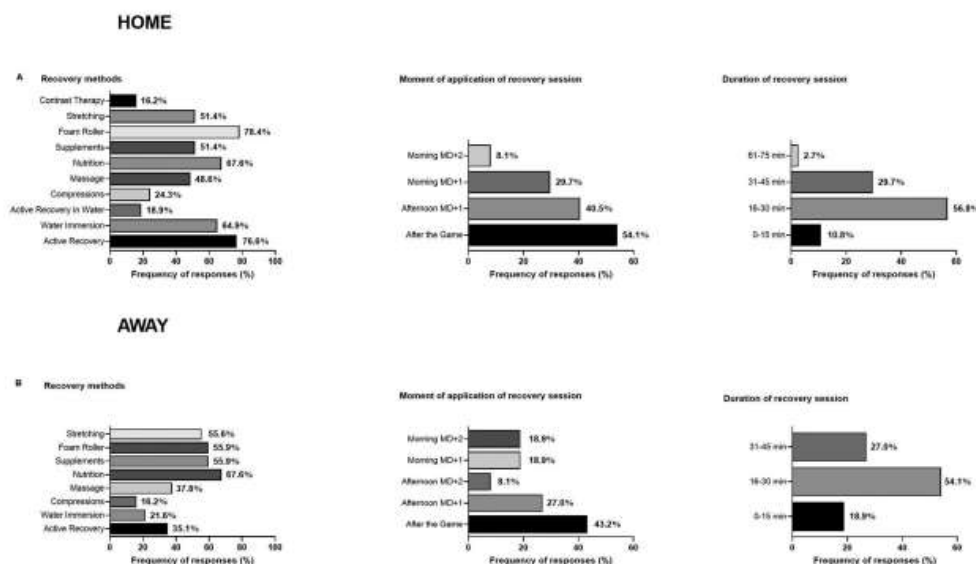 HOME
A Recovery methods
Contrast Therapy 16.2%
Stretching 51.4%
Foam Roller 78.4%
Supplements 51.4%
Nutrition 67.6%
Massage 48.6%
Compressions 24.3%
Active Recovery in Water 18.9%
Water Immersion 64.9%
Active Recovery 76.6%
0 20 40 60 80 100
Frequency of responses (%)
Moment of application of recovery session
Morning MD+2 8.1%
Morning MD+1 29.7%
Afternoon MD+1 40.5%
After the Game 54.1%
0 20 40 60
Frequency of responses (%)
Duration of recovery session
61-75 min 2.7%
31-45 min 29.7%
16-30 min 56.8%
0-15 min 10.8%
0 20 40 60
Frequency of responses (%)
AWAY
B Recovery methods
Stretching 55.6%
Foam Roller 55.9%
Supplements 55.9%
Nutrition 67.6%
Massage 37.8%
Compressions 16.2%
Water Immersion 21.6%
Active Recovery 35.1%
0 20 40 60 80 100
Frequency of responses (%)
Moment of application of recovery session
Morning MD+2 18.9%
Morning MD+1 18.9%
Afternoon MD+2 8.1%
Afternoon MD+1 27.0%
After the Game 43.2%
0 20 40 60
Frequency of responses (%)
Duration of recovery session
31-45 min 27.0%
16-30 min 54.1%
0-15 min 18.9%
0 20 40 60
Frequency of responses (%)